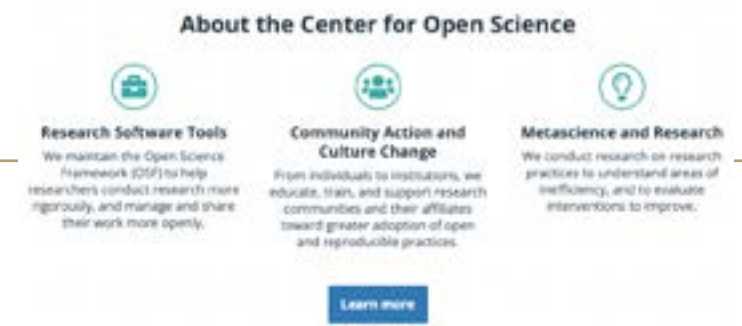 About the Center for Open Science
Research Software Tools
We maintain the Open Science
Framework (OSF) to help
researchers conduct research more
rigorously, and manage and share
their work more openly.
Community Action and
Culture Change
From individuals to institutions, we
educate, train, and support research
communities and their affiliates
toward greater adoption of open
and reproducible practices.
Metascience and Research
We conduct research on research
practices to understand areas of
inefficiency, and to evaluate
interventions to improve.
Learn more